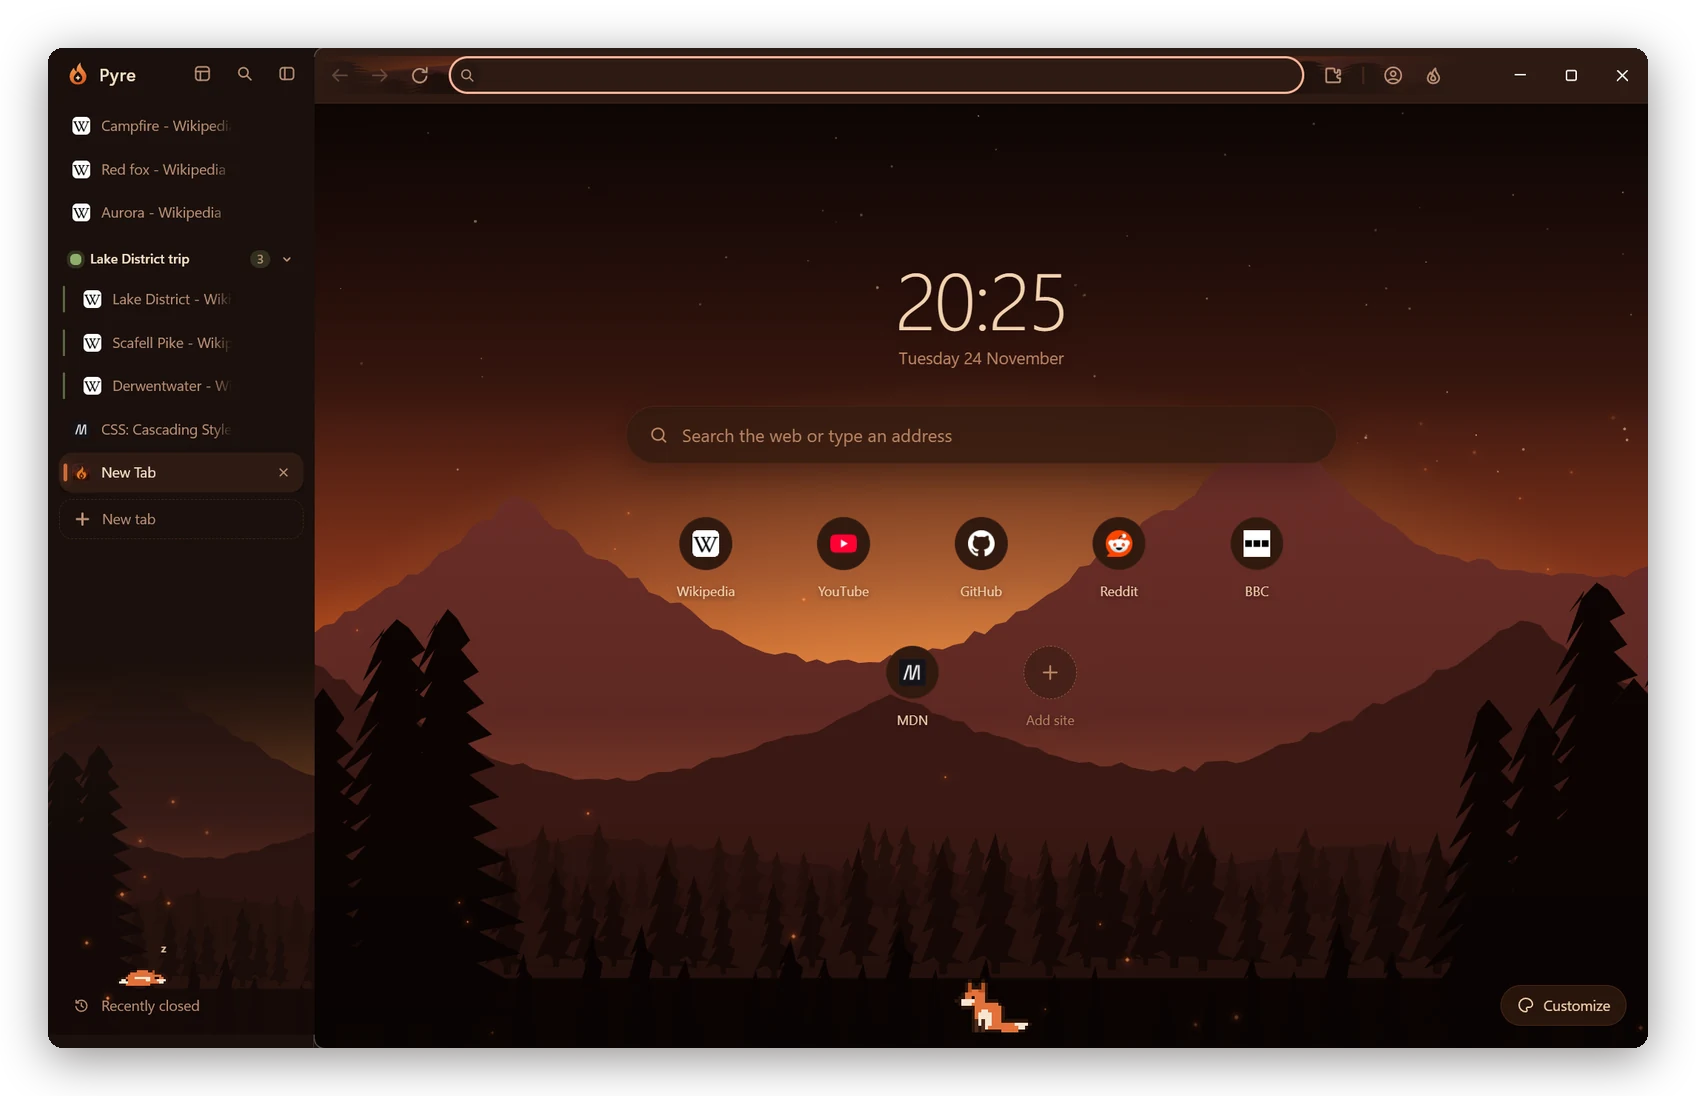 Pyre
Campfire - Wikipedi
Red fox - Wikipedia
Aurora - Wikipedia
Lake District trip 3
Lake District - Wiki
Scafell Pike - Wikip
Derwentwater - W
CSS: Cascading Style
New Tab
New tab
z
Recently closed
20:25
Tuesday 24 November
Search the web or type an address
W Wikipedia
YouTube
GitHub
Reddit
BBC
MDN
Add site
Customize